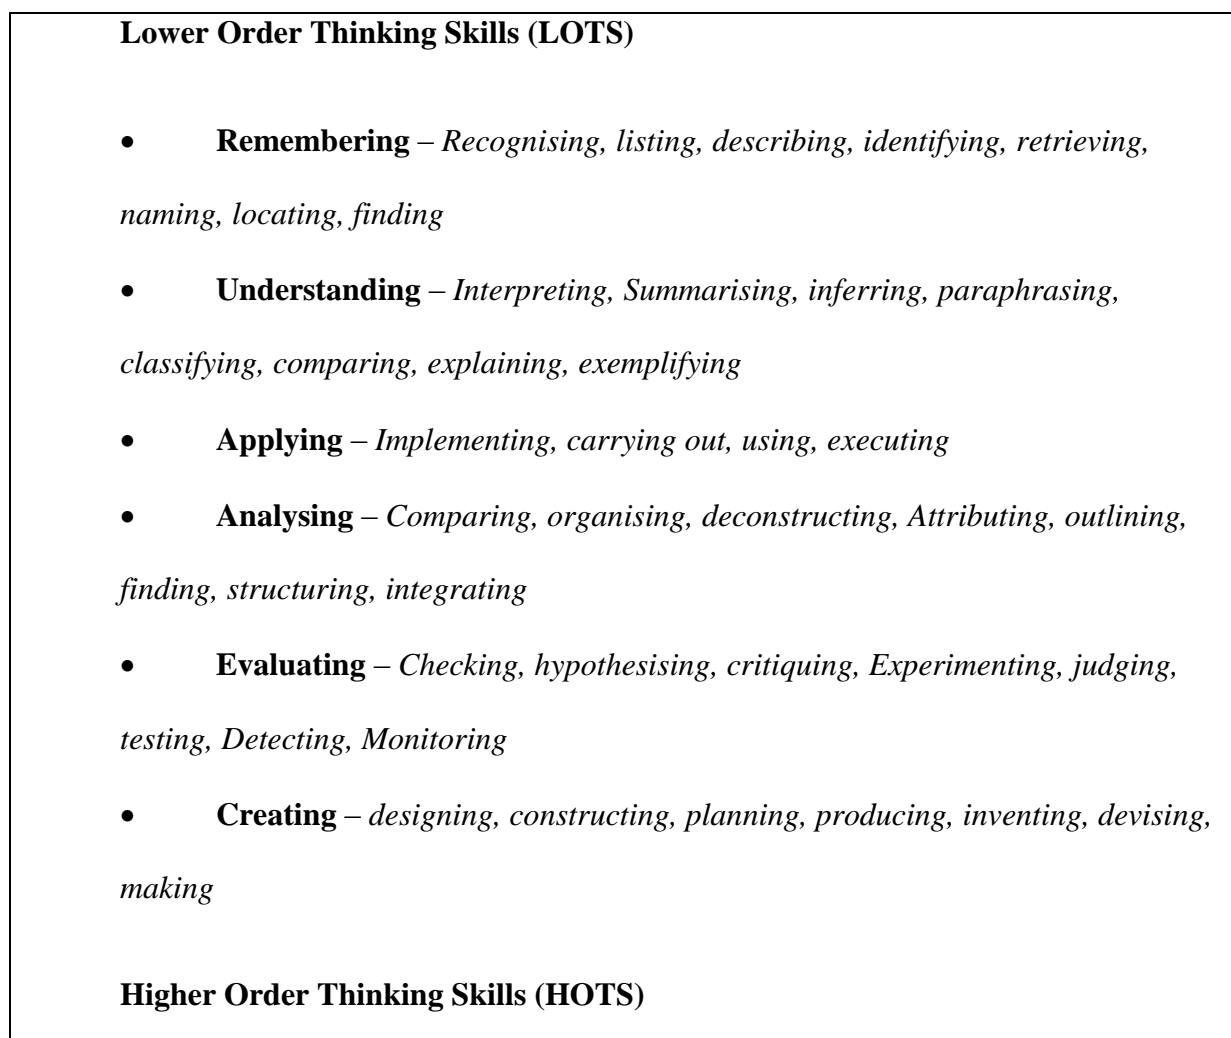 Lower Order Thinking Skills (LOTS)
• Remembering – Recognising, listing, describing, identifying, retrieving,
naming, locating, finding
• Understanding – Interpreting, Summarising, inferring, paraphrasing,
classifying, comparing, explaining, exemplifying
• Applying – Implementing, carrying out, using, executing
• Analysing – Comparing, organising, deconstructing, Attributing, outlining,
finding, structuring, integrating
• Evaluating – Checking, hypothesising, critiquing, Experimenting, judging,
testing, Detecting, Monitoring
• Creating – designing, constructing, planning, producing, inventing, devising,
making
Higher Order Thinking Skills (HOTS)